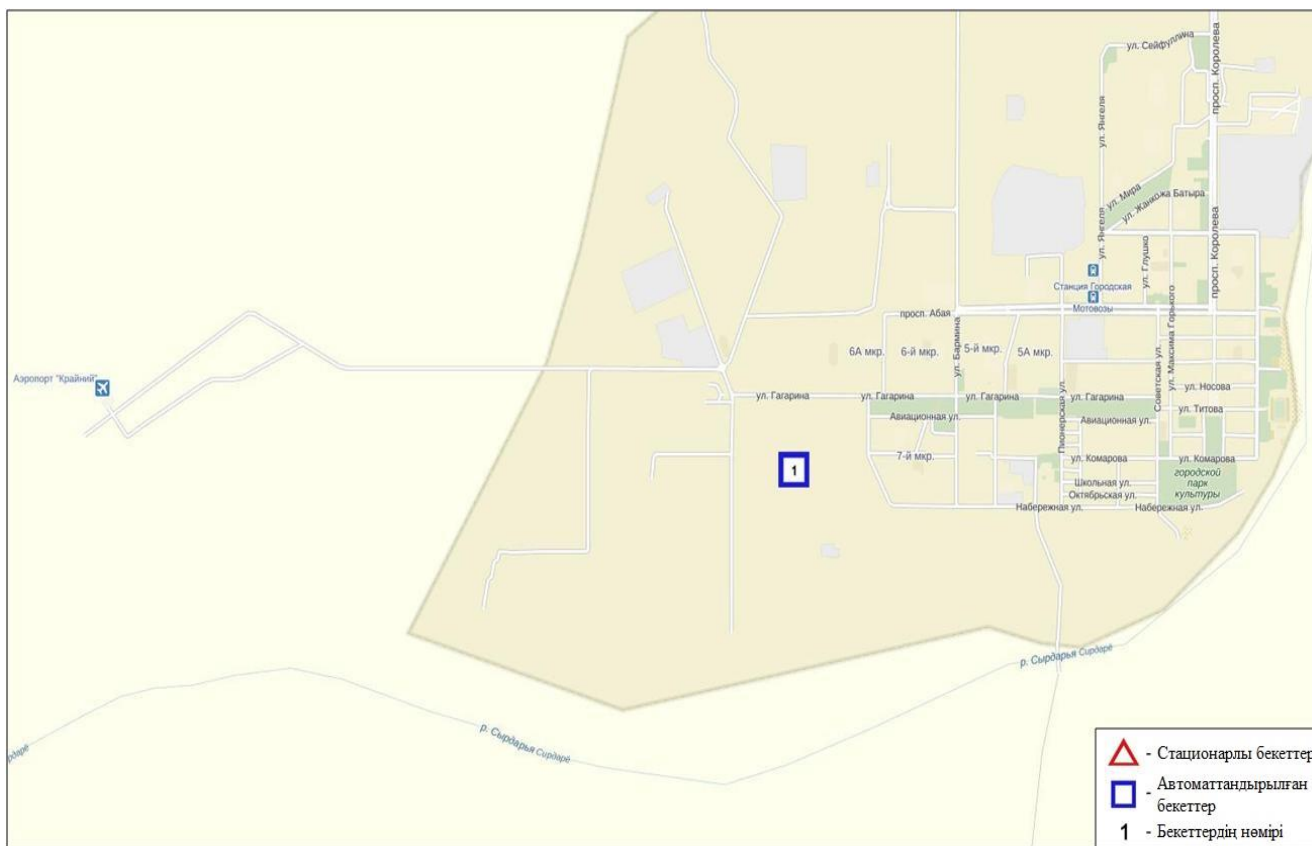 ул. Сейфуллина
просп. Королева
ул. Янгеля
ул. Мира
ул. Жанкожа Батыра
ул. Янгеля
ул. Глушко
просп. Королева
Станция Городская
Мотовозы
ул. Максима Горького
просп. Абая
6А мкр.
6-й мкр.
ул. Бармина
5-й мкр.
5А мкр.
Советская ул.
Аэропорт "Крайний"
ул. Гагарина
ул. Гагарина
ул. Гагарина
ул. Гагарина
ул. Носова
Пионерская ул.
Авиационная ул.
Авиационная ул.
ул. Титова
7-й мкр.
ул. Комарова
ул. Комарова
1
городской
парк
культуры
Школьная ул.
Октябрьская ул.
Набережная ул.
Набережная ул.
р. Сырдарья Сирдарё
р. Сырдарья Сирдарё
рдарё
- Стационарлы бекеттер
- Автоматтандырылған
бекеттер
1 - Бекеттердің нөмірі